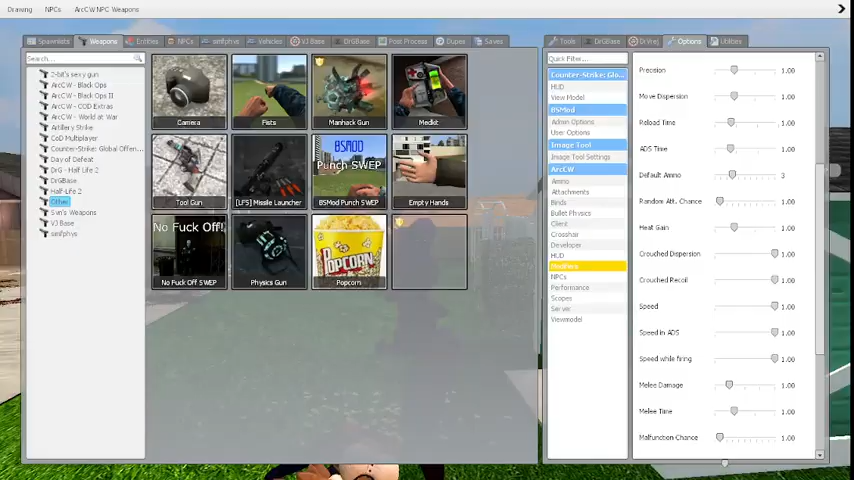 Drawing NPCs ArcCW NPC Weapons
Spawnlists Weapons Entities NPCs simfphys Vehicles VJ Base DrGBase Post Process Dupes Saves
Tools DrGBase DrVrej Options Utilities
Search...
2-bit's sexy gun
ArcCW - Black Ops
ArcCW - Black Ops II
ArcCW - COD Extras
ArcCW - World at War
Artillery Strike
CoD Multiplayer
Counter-Strike: Global Offen...
Day of Defeat
DrG - Half Life 2
DrGBase
Half-Life 2
Other
Svn's Weapons
VJ Base
simfphys
Camera
Fists
Manhack Gun
Medkit
Tool Gun
[LFS] Missile Launcher
BSMOD
Punch SWEP
BSMod Punch SWEP
Empty Hands
No Fuck Off!
No Fuck Off SWEP
Physics Gun
POPCORN
Popcorn
Quick Filter...
Counter-Strike: Glo...
HUD
View Model
BSMod
Admin Options
User Options
Image Tool
Image Tool Settings
ArcCW
Ammo
Attachments
Binds
Bullet Physics
Client
Crosshair
Developer
HUD
Modifiers
NPCs
Performance
Scopes
Server
Viewmodel
Precision 1.00
Move Dispersion 1.00
Reload Time 1.00
ADS Time 1.00
Default Ammo 3
Random Att. Chance 1.00
Heat Gain 1.00
Crouched Dispersion 1.00
Crouched Recoil 1.00
Speed 1.00
Speed in ADS 1.00
Speed while firing 1.00
Melee Damage 1.00
Melee Time 1.00
Malfunction Chance 1.00